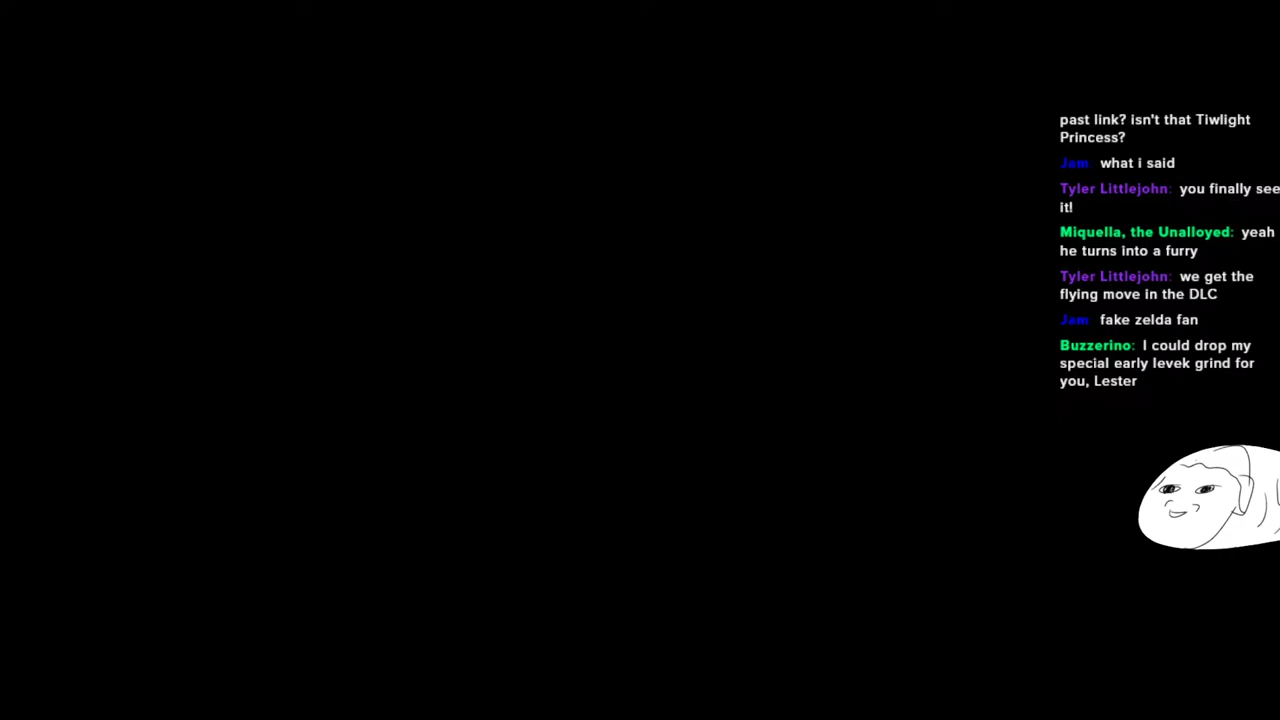 past link? isn't that Tiwlight
Princess?
Jam: what i said
Tyler Littlejohn: you finally see
it!
Miquella, the Unalloyed: yeah
he turns into a furry
Tyler Littlejohn: we get the
flying move in the DLC
Jam: fake zelda fan
Buzzerino: I could drop my
special early levek grind for
you, Lester